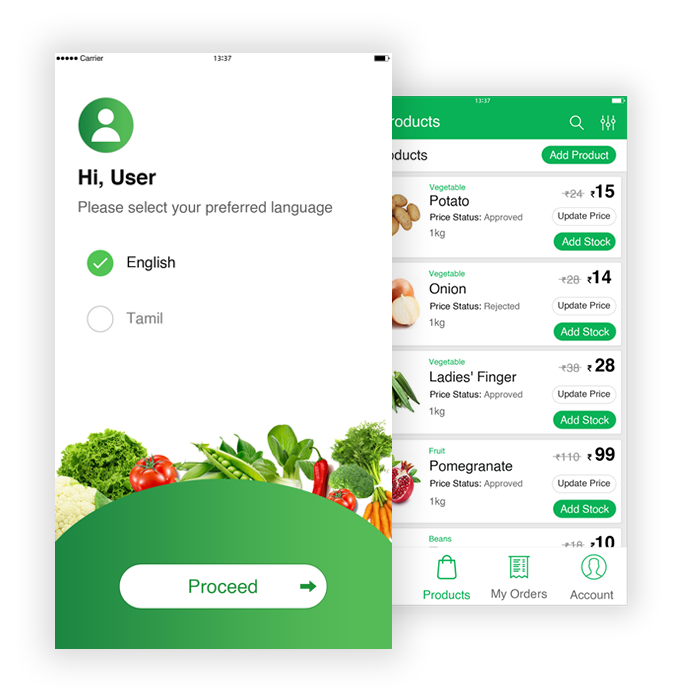 Carrier
13:37
Hi, User
Please select your preferred language
English
Tamil
Proceed
13:37
roducts
oducts
Add Product
Vegetable
Potato
₹24 ₹15
Price Status: Approved
Update Price
1kg
Add Stock
Vegetable
Onion
₹28 ₹14
Price Status: Rejected
Update Price
1kg
Add Stock
Vegetable
Ladies' Finger
₹38 ₹28
Price Status: Approved
Update Price
1kg
Add Stock
Fruit
Pomegranate
₹110 ₹99
Price Status: Approved
Update Price
1kg
Add Stock
Beans
₹18 ₹10
Products
My Orders
Account